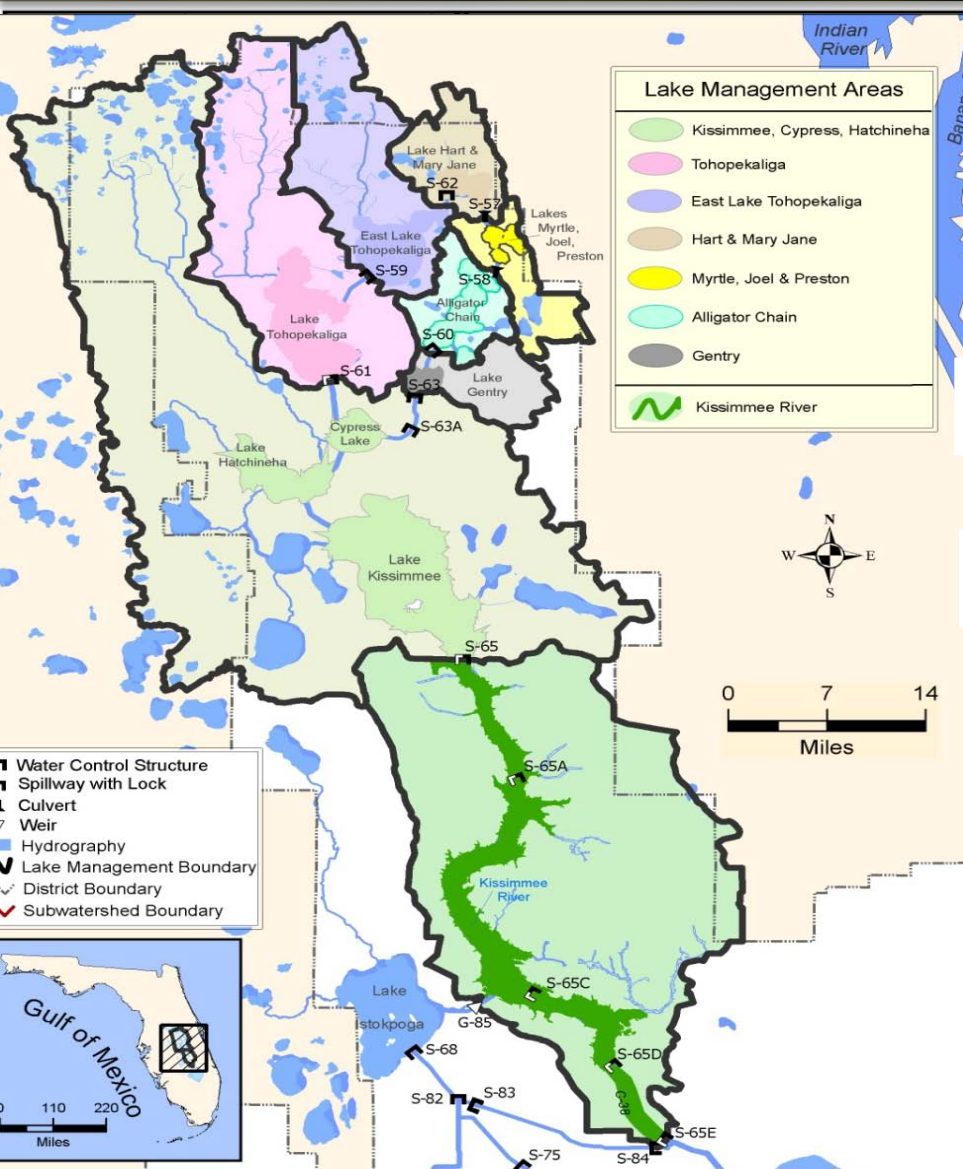 Indian
River
Lake Management Areas
Kissimmee, Cypress, Hatchineha
Tohopekaliga
East Lake Tohopekaliga
Hart & Mary Jane
Myrtle, Joel & Preston
Alligator Chain
Gentry
Kissimmee River
Lake Hart &
Mary Jane
S-62
S-57
Lakes
Myrtle,
Joel,
Preston
East Lake
Tohopekaliga
S-59
S-58
Alligator
Chain
Lake
Tohopekaliga
S-60
S-61
S-63
Lake
Gentry
S-63A
Cypress
Lake
Lake
Hatchineha
Lake
Kissimmee
N
W
E
S
S-65
0 7 14
Miles
S-65A
Kissimmee
River
Water Control Structure
Spillway with Lock
Culvert
Weir
Hydrography
Lake Management Boundary
District Boundary
Subwatershed Boundary
S-65C
Lake
Istokpoga
G-85
S-68
S-65D
C-38
S-82
S-83
S-65E
S-84
S-75
Gulf of Mexico
0 110 220
Miles